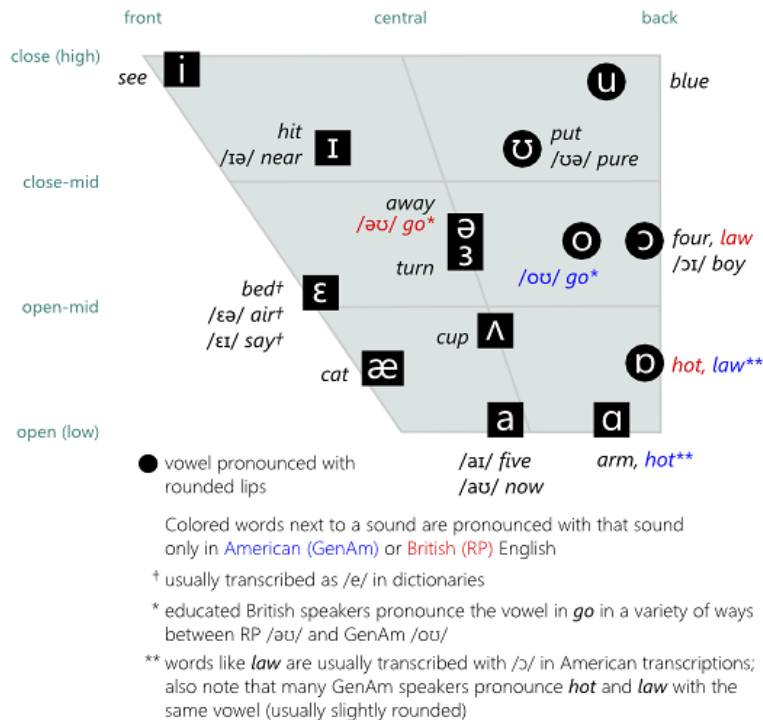 front central back
close (high)
see i u blue
hit put
/ɪə/ near ɪ ʊ /ʊə/ pure
close-mid
away
/əʊ/ go* ə o ɔ four, law
turn ɜ /oʊ/ go* /ɔɪ/ boy
bed† ɛ
open-mid
/ɛə/ air†
/ɛɪ/ say† cup ʌ
cat æ ɒ hot, law**
open (low) a ɑ
vowel pronounced with /aɪ/ five arm, hot**
rounded lips /aʊ/ now
Colored words next to a sound are pronounced with that sound
only in American (GenAm) or British (RP) English
† usually transcribed as /e/ in dictionaries
* educated British speakers pronounce the vowel in go in a variety of ways
between RP /əʊ/ and GenAm /oʊ/
** words like law are usually transcribed with /ɔ/ in American transcriptions;
also note that many GenAm speakers pronounce hot and law with the
same vowel (usually slightly rounded)